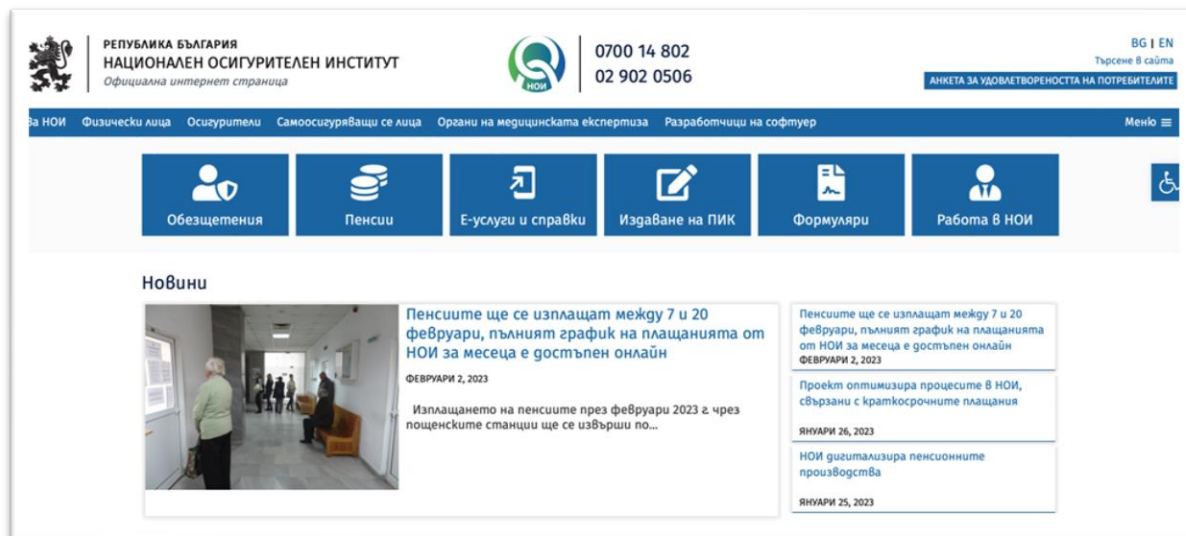 РЕПУБЛИКА БЪЛГАРИЯ
НАЦИОНАЛЕН ОСИГУРИТЕЛЕН ИНСТИТУТ
Официална интернет страница
НОИ
0700 14 802
02 902 0506
BG | EN
Търсене в сайта
АНКЕТА ЗА УДОВЛЕТВОРЕНОСТТА НА ПОТРЕБИТЕЛИТЕ
За НОИ Физически лица Осигурители Самоосигуряващи се лица Органи на медицинската експертиза Разработчици на софтуер Меню
Обезщетения
Пенсии
Е-услуги и справки
Издаване на ПИК
Формуляри
Работа в НОИ
Новини
Пенсиите ще се изплащат между 7 и 20
февруари, пълният график на плащанията от
НОИ за месеца е достъпен онлайн
ФЕВРУАРИ 2, 2023
Изплащането на пенсиите през февруари 2023 г. чрез
пощенските станции ще се извърши по...
Пенсиите ще се изплащат между 7 и 20
февруари, пълният график на плащанията
от НОИ за месеца е достъпен онлайн
ФЕВРУАРИ 2, 2023
Проект оптимизира процесите в НОИ,
свързани с краткосрочните плащания
ЯНУАРИ 26, 2023
НОИ дигитализира пенсионните
производства
ЯНУАРИ 25, 2023